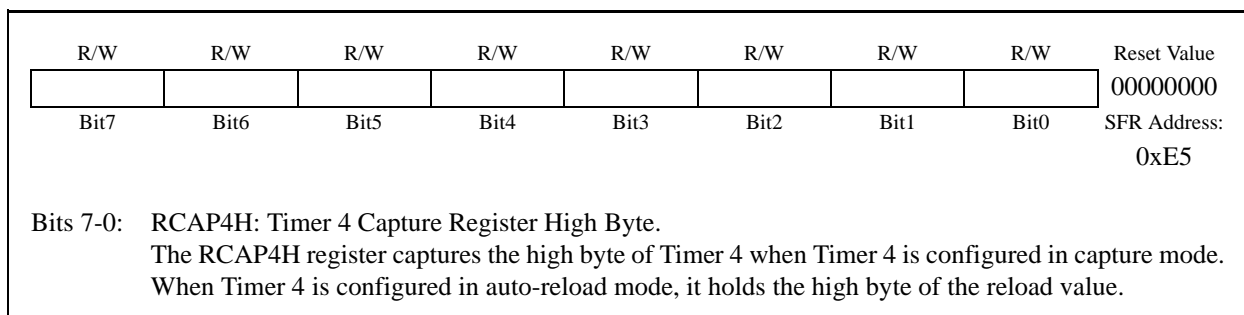 R/W R/W R/W R/W R/W R/W R/W R/W Reset Value
00000000
Bit7 Bit6 Bit5 Bit4 Bit3 Bit2 Bit1 Bit0 SFR Address:
0xE5
Bits 7-0: RCAP4H: Timer 4 Capture Register High Byte.
The RCAP4H register captures the high byte of Timer 4 when Timer 4 is configured in capture mode.
When Timer 4 is configured in auto-reload mode, it holds the high byte of the reload value.